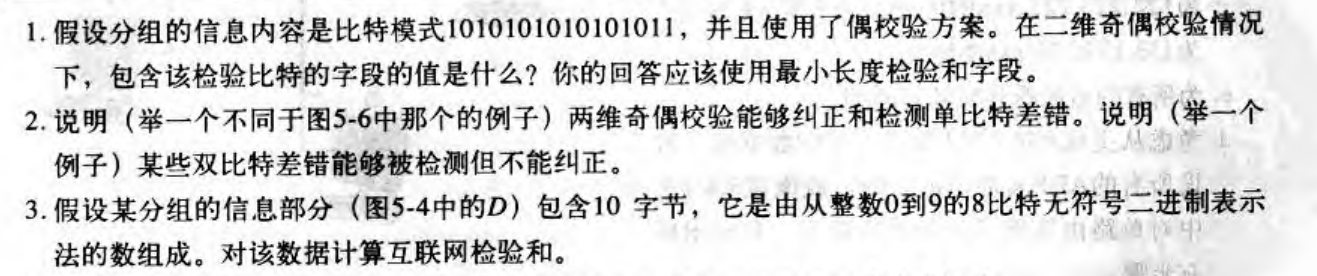 1. 假设分组的信息内容是比特模式1010101010101011，并且使用了偶校验方案。在二维奇偶校验情况
下，包含该检验比特的字段的值是什么？你的回答应该使用最小长度检验和字段。
2. 说明（举一个不同于图5-6中那个的例子）两维奇偶校验能够纠正和检测单比特差错。说明（举一个
例子）某些双比特差错能够被检测但不能纠正。
3. 假设某分组的信息部分（图5-4中的D）包含10 字节，它是由从整数0到9的8比特无符号二进制表示
法的数组成。对该数据计算互联网检验和。